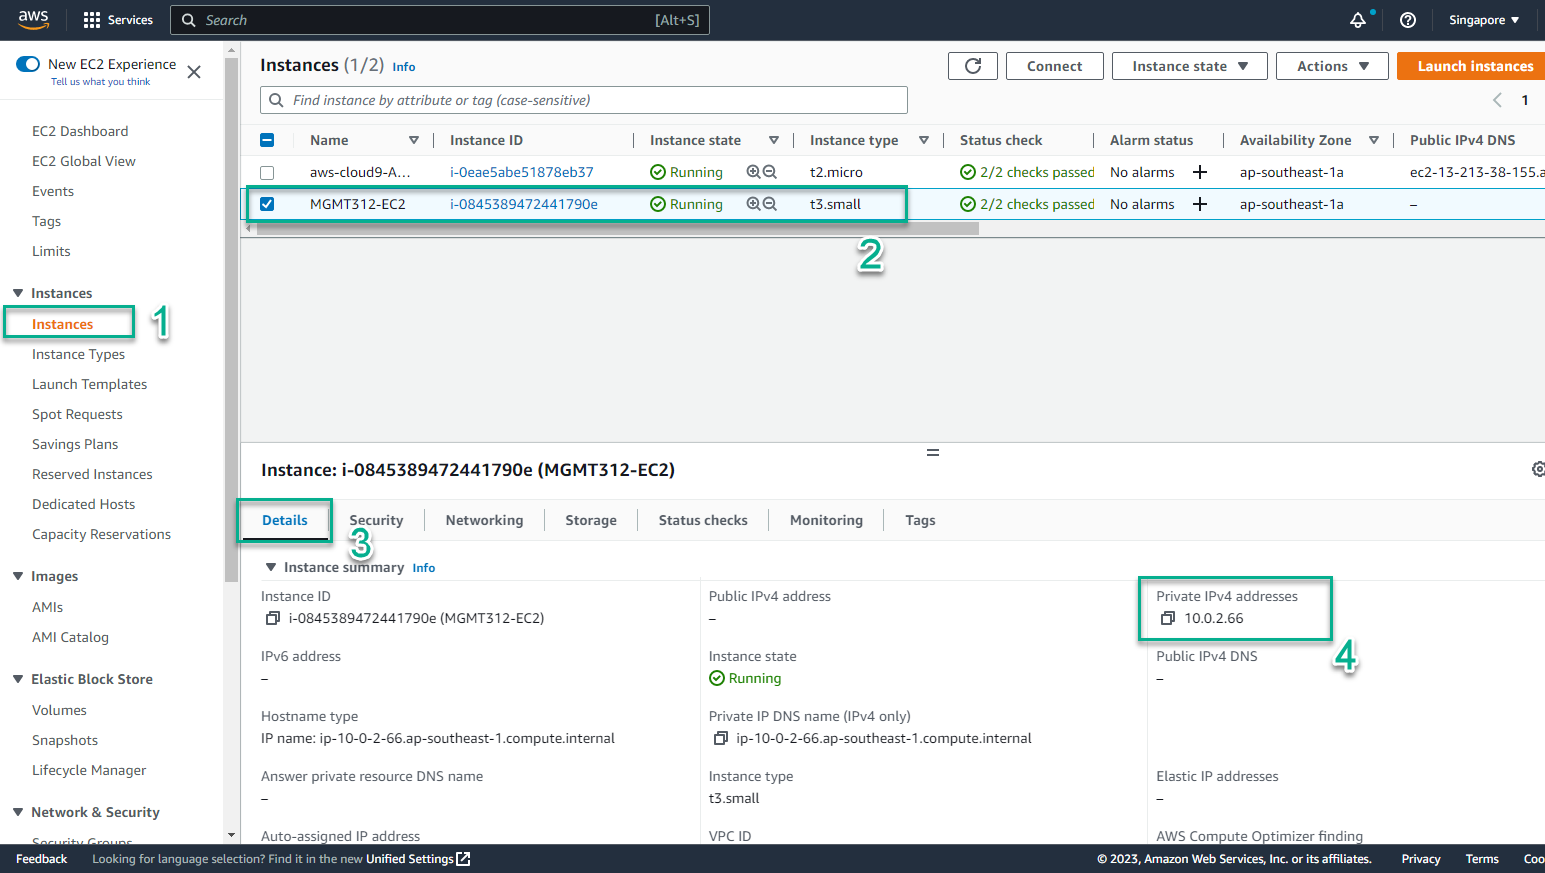 aws Services Search [Alt+S] Singapore
New EC2 Experience
Tell us what you think
EC2 Dashboard
EC2 Global View
Events
Tags
Limits
Instances
Instances 1
Instance Types
Launch Templates
Spot Requests
Savings Plans
Reserved Instances
Dedicated Hosts
Capacity Reservations
Images
AMIs
AMI Catalog
Elastic Block Store
Volumes
Snapshots
Lifecycle Manager
Network & Security
Security Groups
Instances (1/2) Info Connect Instance state Actions Launch instances
Find instance by attribute or tag (case-sensitive) 1
Name Instance ID Instance state Instance type Status check Alarm status Availability Zone Public IPv4 DNS
aws-cloud9-A... i-0eae5abe51878eb37 Running t2.micro 2/2 checks passed No alarms + ap-southeast-1a ec2-13-213-38-155.a
MGMT312-EC2 i-0845389472441790e Running t3.small 2/2 checks passed No alarms + ap-southeast-1a –
2
Instance: i-0845389472441790e (MGMT312-EC2)
Details Security Networking Storage Status checks Monitoring Tags
3
Instance summary Info
Instance ID Public IPv4 address Private IPv4 addresses
i-0845389472441790e (MGMT312-EC2) – 10.0.2.66
4
IPv6 address Instance state Public IPv4 DNS
– Running –
Hostname type Private IP DNS name (IPv4 only)
IP name: ip-10-0-2-66.ap-southeast-1.compute.internal ip-10-0-2-66.ap-southeast-1.compute.internal
Answer private resource DNS name Instance type Elastic IP addresses
– t3.small –
Auto-assigned IP address VPC ID AWS Compute Optimizer finding
Feedback Looking for language selection? Find it in the new Unified Settings © 2023, Amazon Web Services, Inc. or its affiliates. Privacy Terms Coo